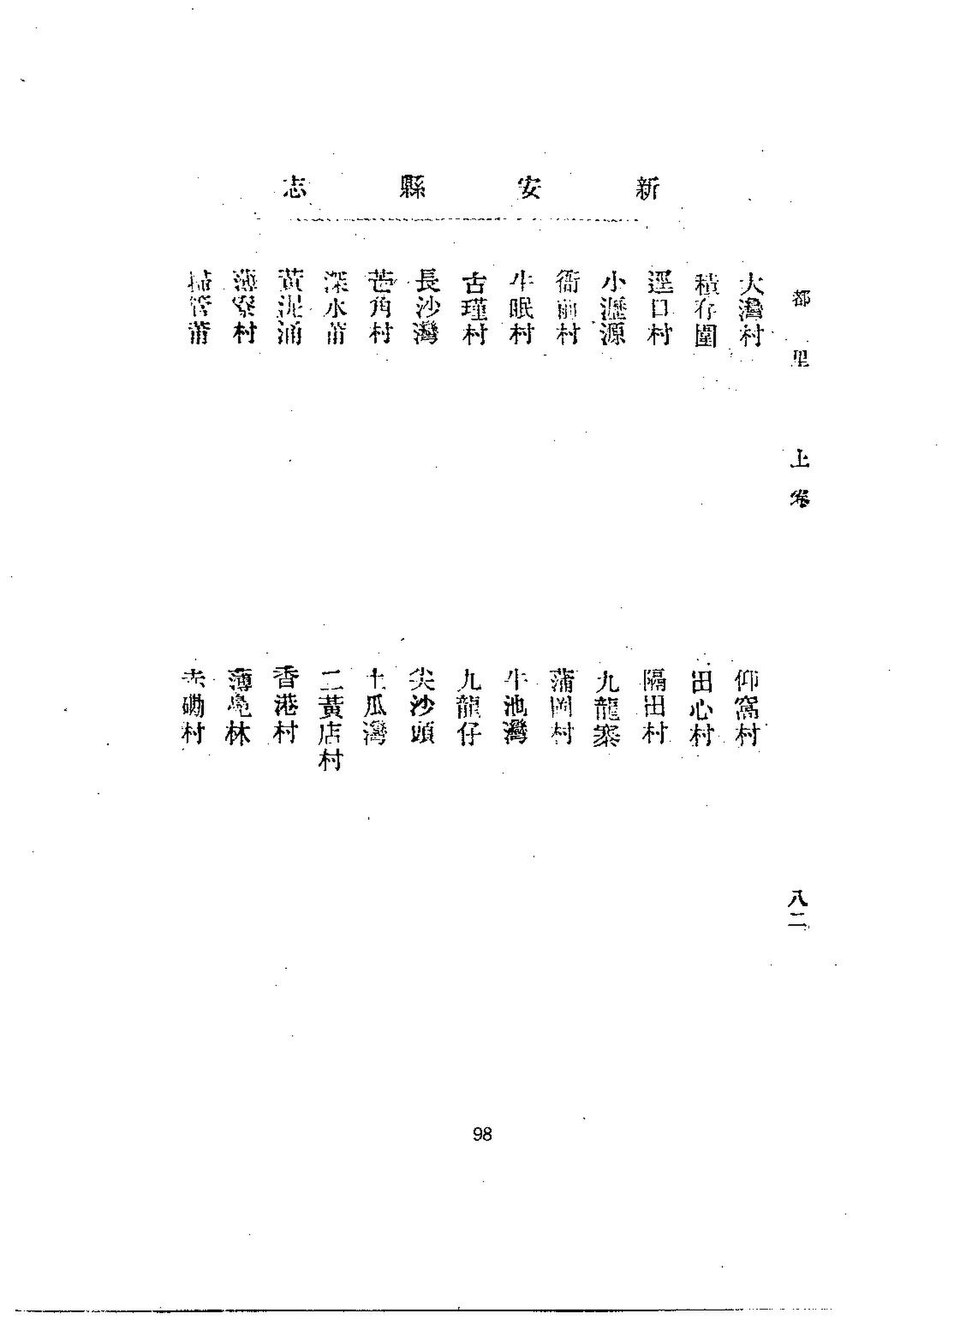 新安縣志
都里 上卷 八二
大灣村
積存圍
逕口村
小瀝源
衙前村
牛眠村
古瑾村
長沙灣
芒角村
深水莆
黃泥涌
薄寮村
掃管莆
仰窩村
田心村
隔田村
九龍寨
蒲岡村
牛池灣
九龍仔
尖沙頭
土瓜灣
二黃店村
香港村
薄鳧林
赤磡村
98